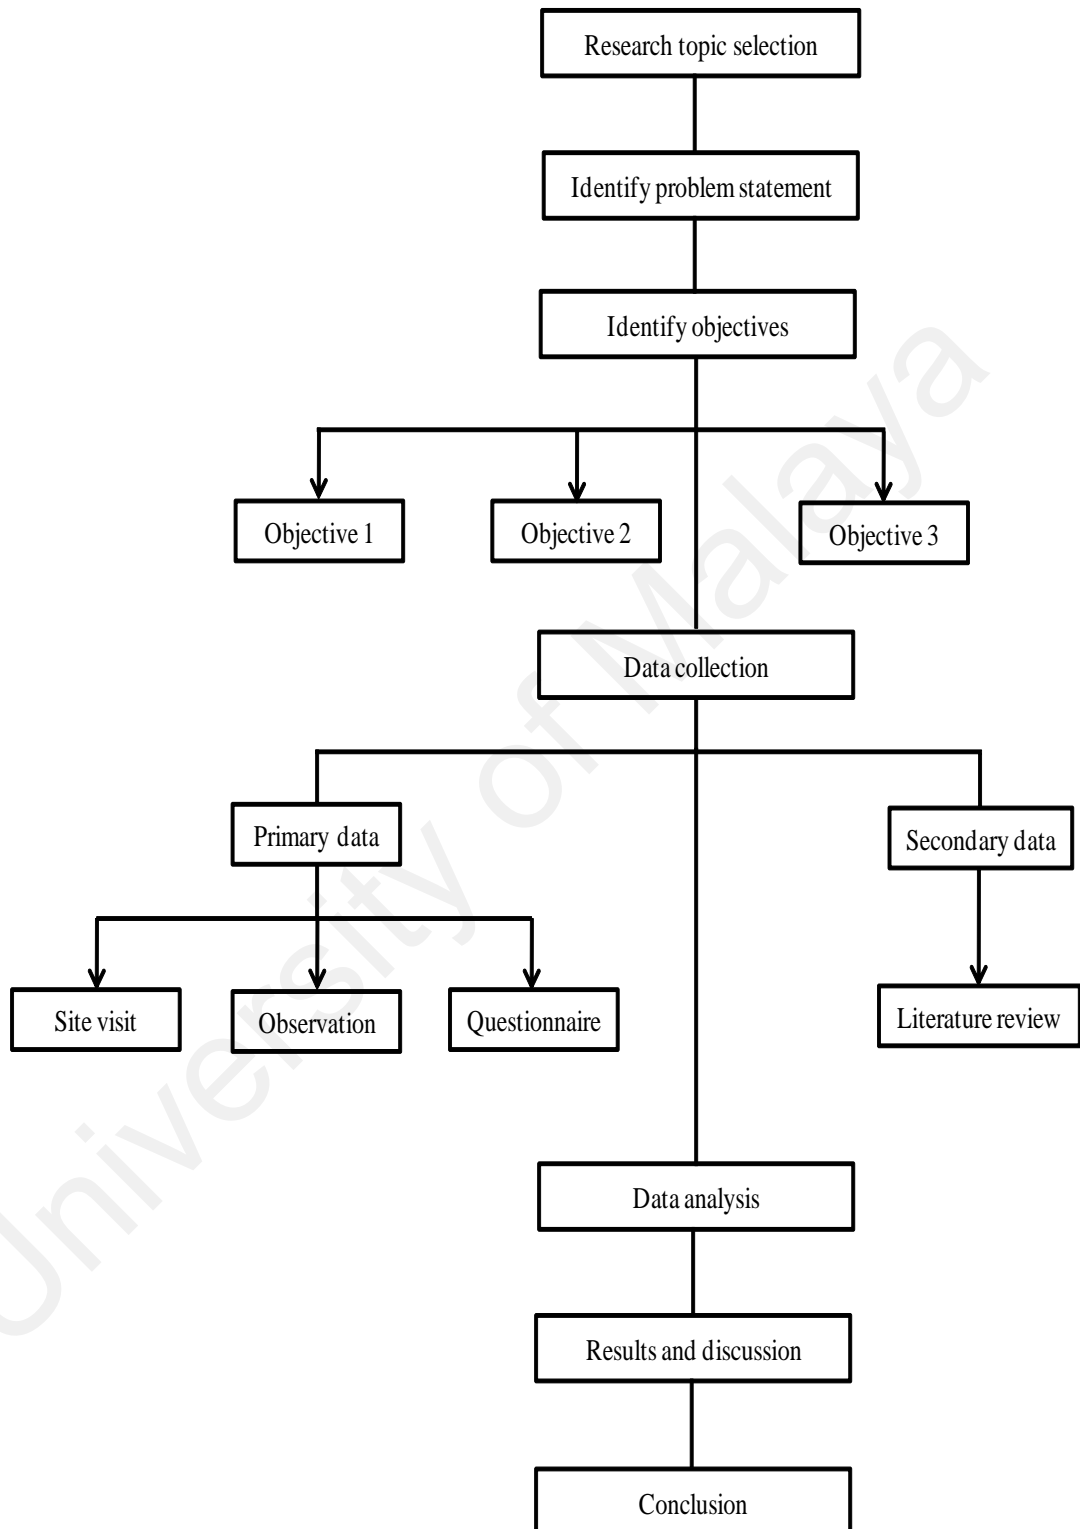 Research topic selection
Identify problem statement
Identify objectives
Objective 1
Objective 2
Objective 3
Data collection
Primary data
Secondary data
Site visit
Observation
Questionnaire
Literature review
Data analysis
Results and discussion
Conclusion
University of Malaya